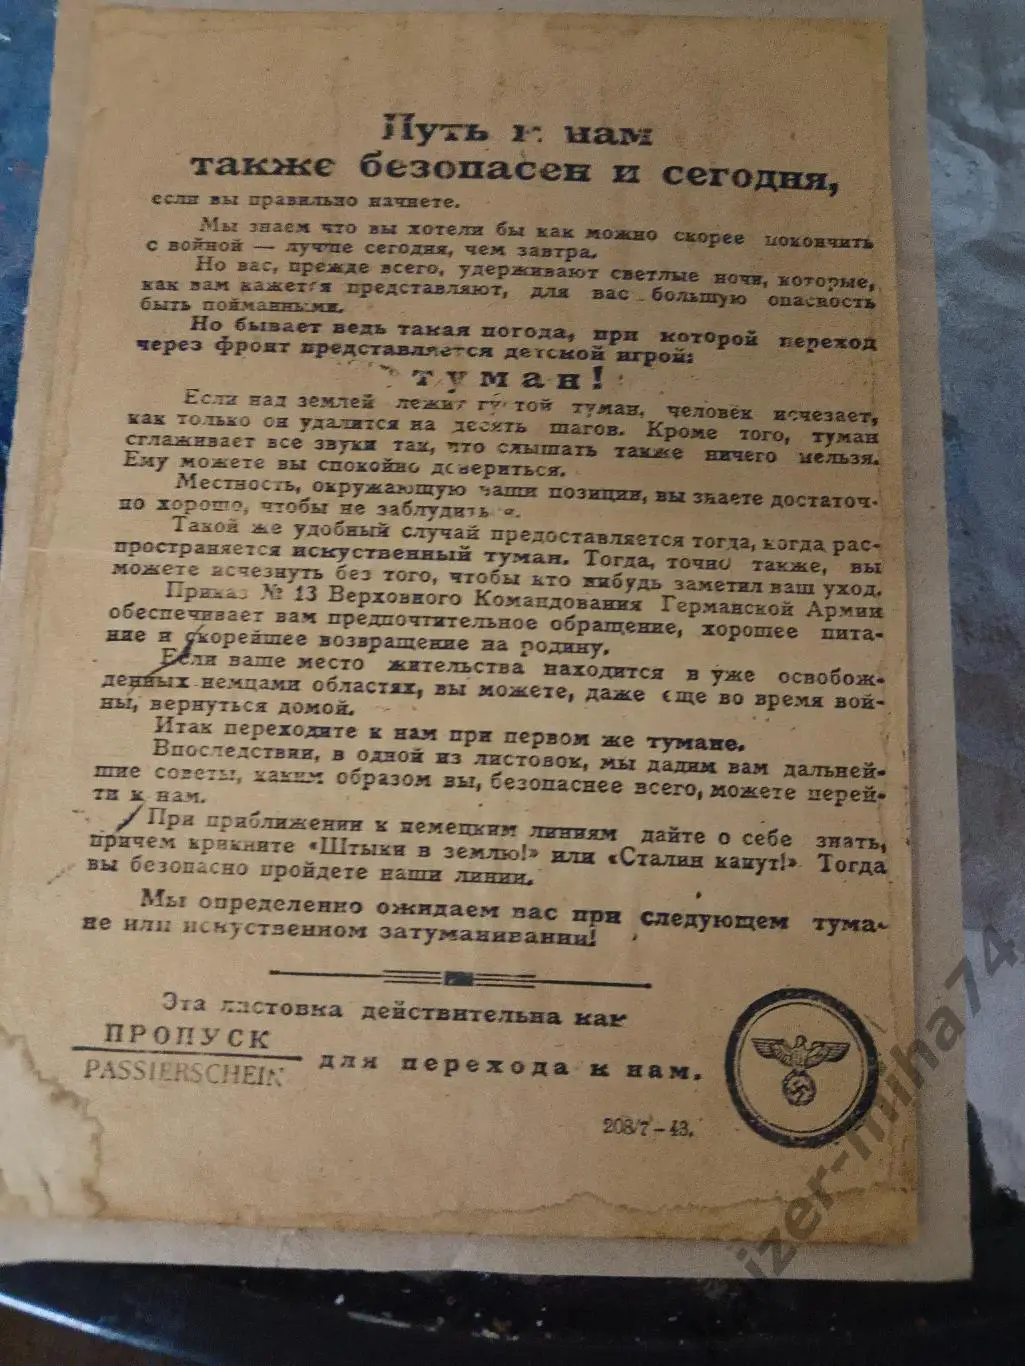 Путь к нам
также безопасен и сегодня,
если вы правильно начнете.
Мы знаем что вы хотели бы как можно скорее покончить
с войной — лучше сегодня, чем завтра.
Но вас, прежде всего, удерживают светлые ночи, которые,
как вам кажется представляют, для вас большую опасность
быть пойманными.
Но бывает ведь такая погода, при которой переход
через фронт представляется детской игрой:
туман!
Если над землей лежит густой туман, человек исчезает,
как только он удалится на десять шагов. Кроме того, туман
сглаживает все звуки так, что слышать также ничего нельзя.
Ему можете вы спокойно довериться.
Местность, окружающую ваши позиции, вы знаете достаточ-
но хорошо, чтобы не заблудиться.
Такой же удобный случай предоставляется тогда, когда рас-
пространяется искуственный туман. Тогда, точно также, вы
можете исчезнуть без того, чтобы кто нибудь заметил ваш уход.
Приказ № 13 Верховного Командования Германской Армии
обеспечивает вам предпочтительное обращение, хорошее пита-
ние и скорейшее возвращение на родину.
Если ваше место жительства находится в уже освобож-
денных немцами областях, вы можете, даже еще во время вой-
ны, вернуться домой.
Итак переходите к нам при первом же тумане.
Впоследствии, в одной из листовок, мы дадим вам дальней-
шие советы, каким образом вы, безопаснее всего, можете перей-
ти к нам.
При приближении к немецким линиям дайте о себе знать,
причем крикните «Штыки в землю!» или «Сталин капут!» Тогда
вы безопасно пройдете наши линии.
Мы определенно ожидаем вас при следующем тума-
не или искуственном затуманивании!
Эта листовка действительна как
ПРОПУСК
PASSIERSCHEIN
для перехода к нам.
208/7-43.
izer-miha74